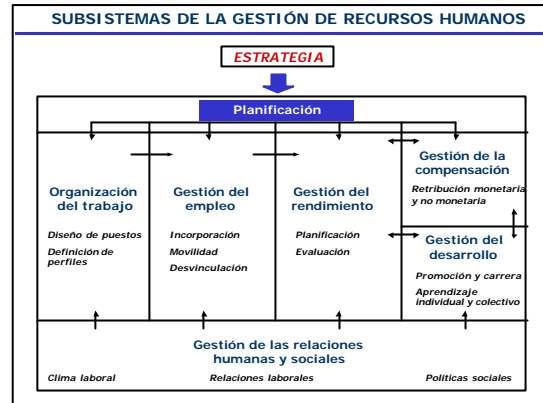 SUBSISTEMAS DE LA GESTIÓN DE RECURSOS HUMANOS
ESTRATEGIA
Planificación
Organización
del trabajo
Diseño de puestos
Definición de
perfiles
Gestión del
empleo
Incorporación
Movilidad
Desvinculación
Gestión del
rendimiento
Planificación
Evaluación
Gestión de la
compensación
Retribución monetaria
y no monetaria
Gestión del
desarrollo
Promoción y carrera
Aprendizaje
individual y colectivo
Gestión de las relaciones
humanas y sociales
Clima laboral
Relaciones laborales
Políticas sociales